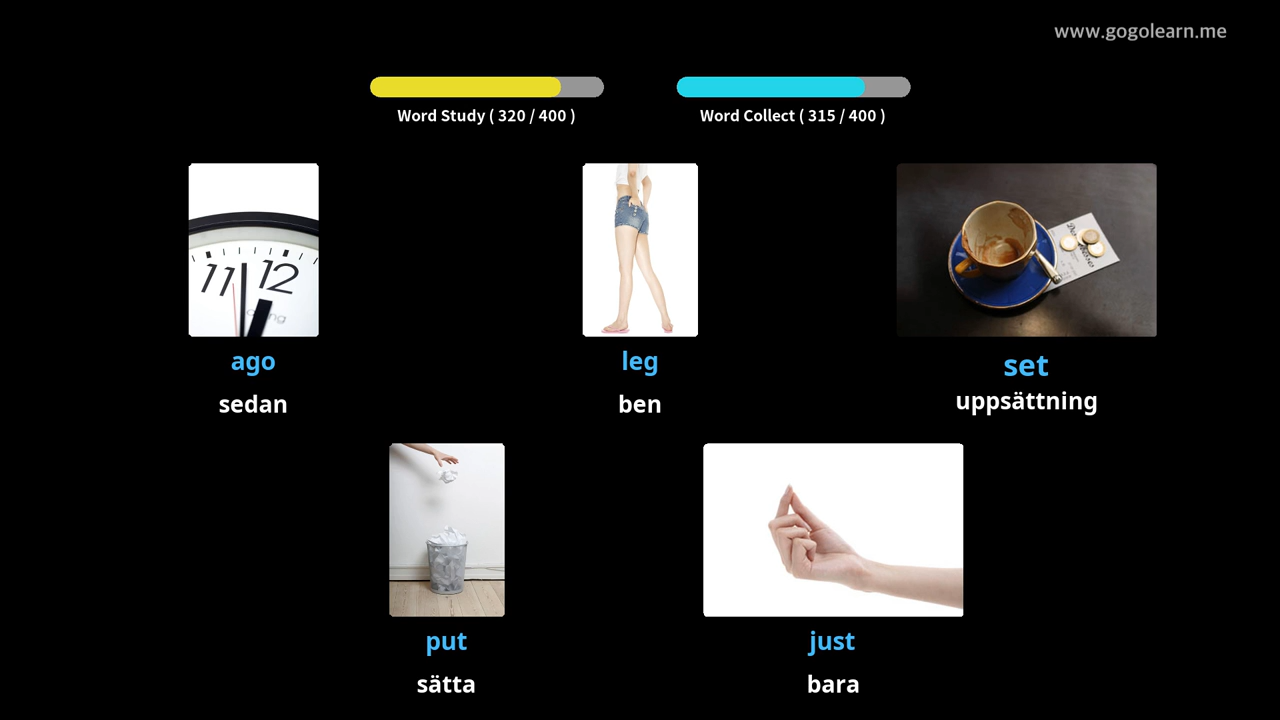 www.gogolearn.me
Word Study ( 320 / 400 )
Word Collect ( 315 / 400 )
11 12
ago
leg
set
sedan
ben
uppsättning
put
just
sätta
bara